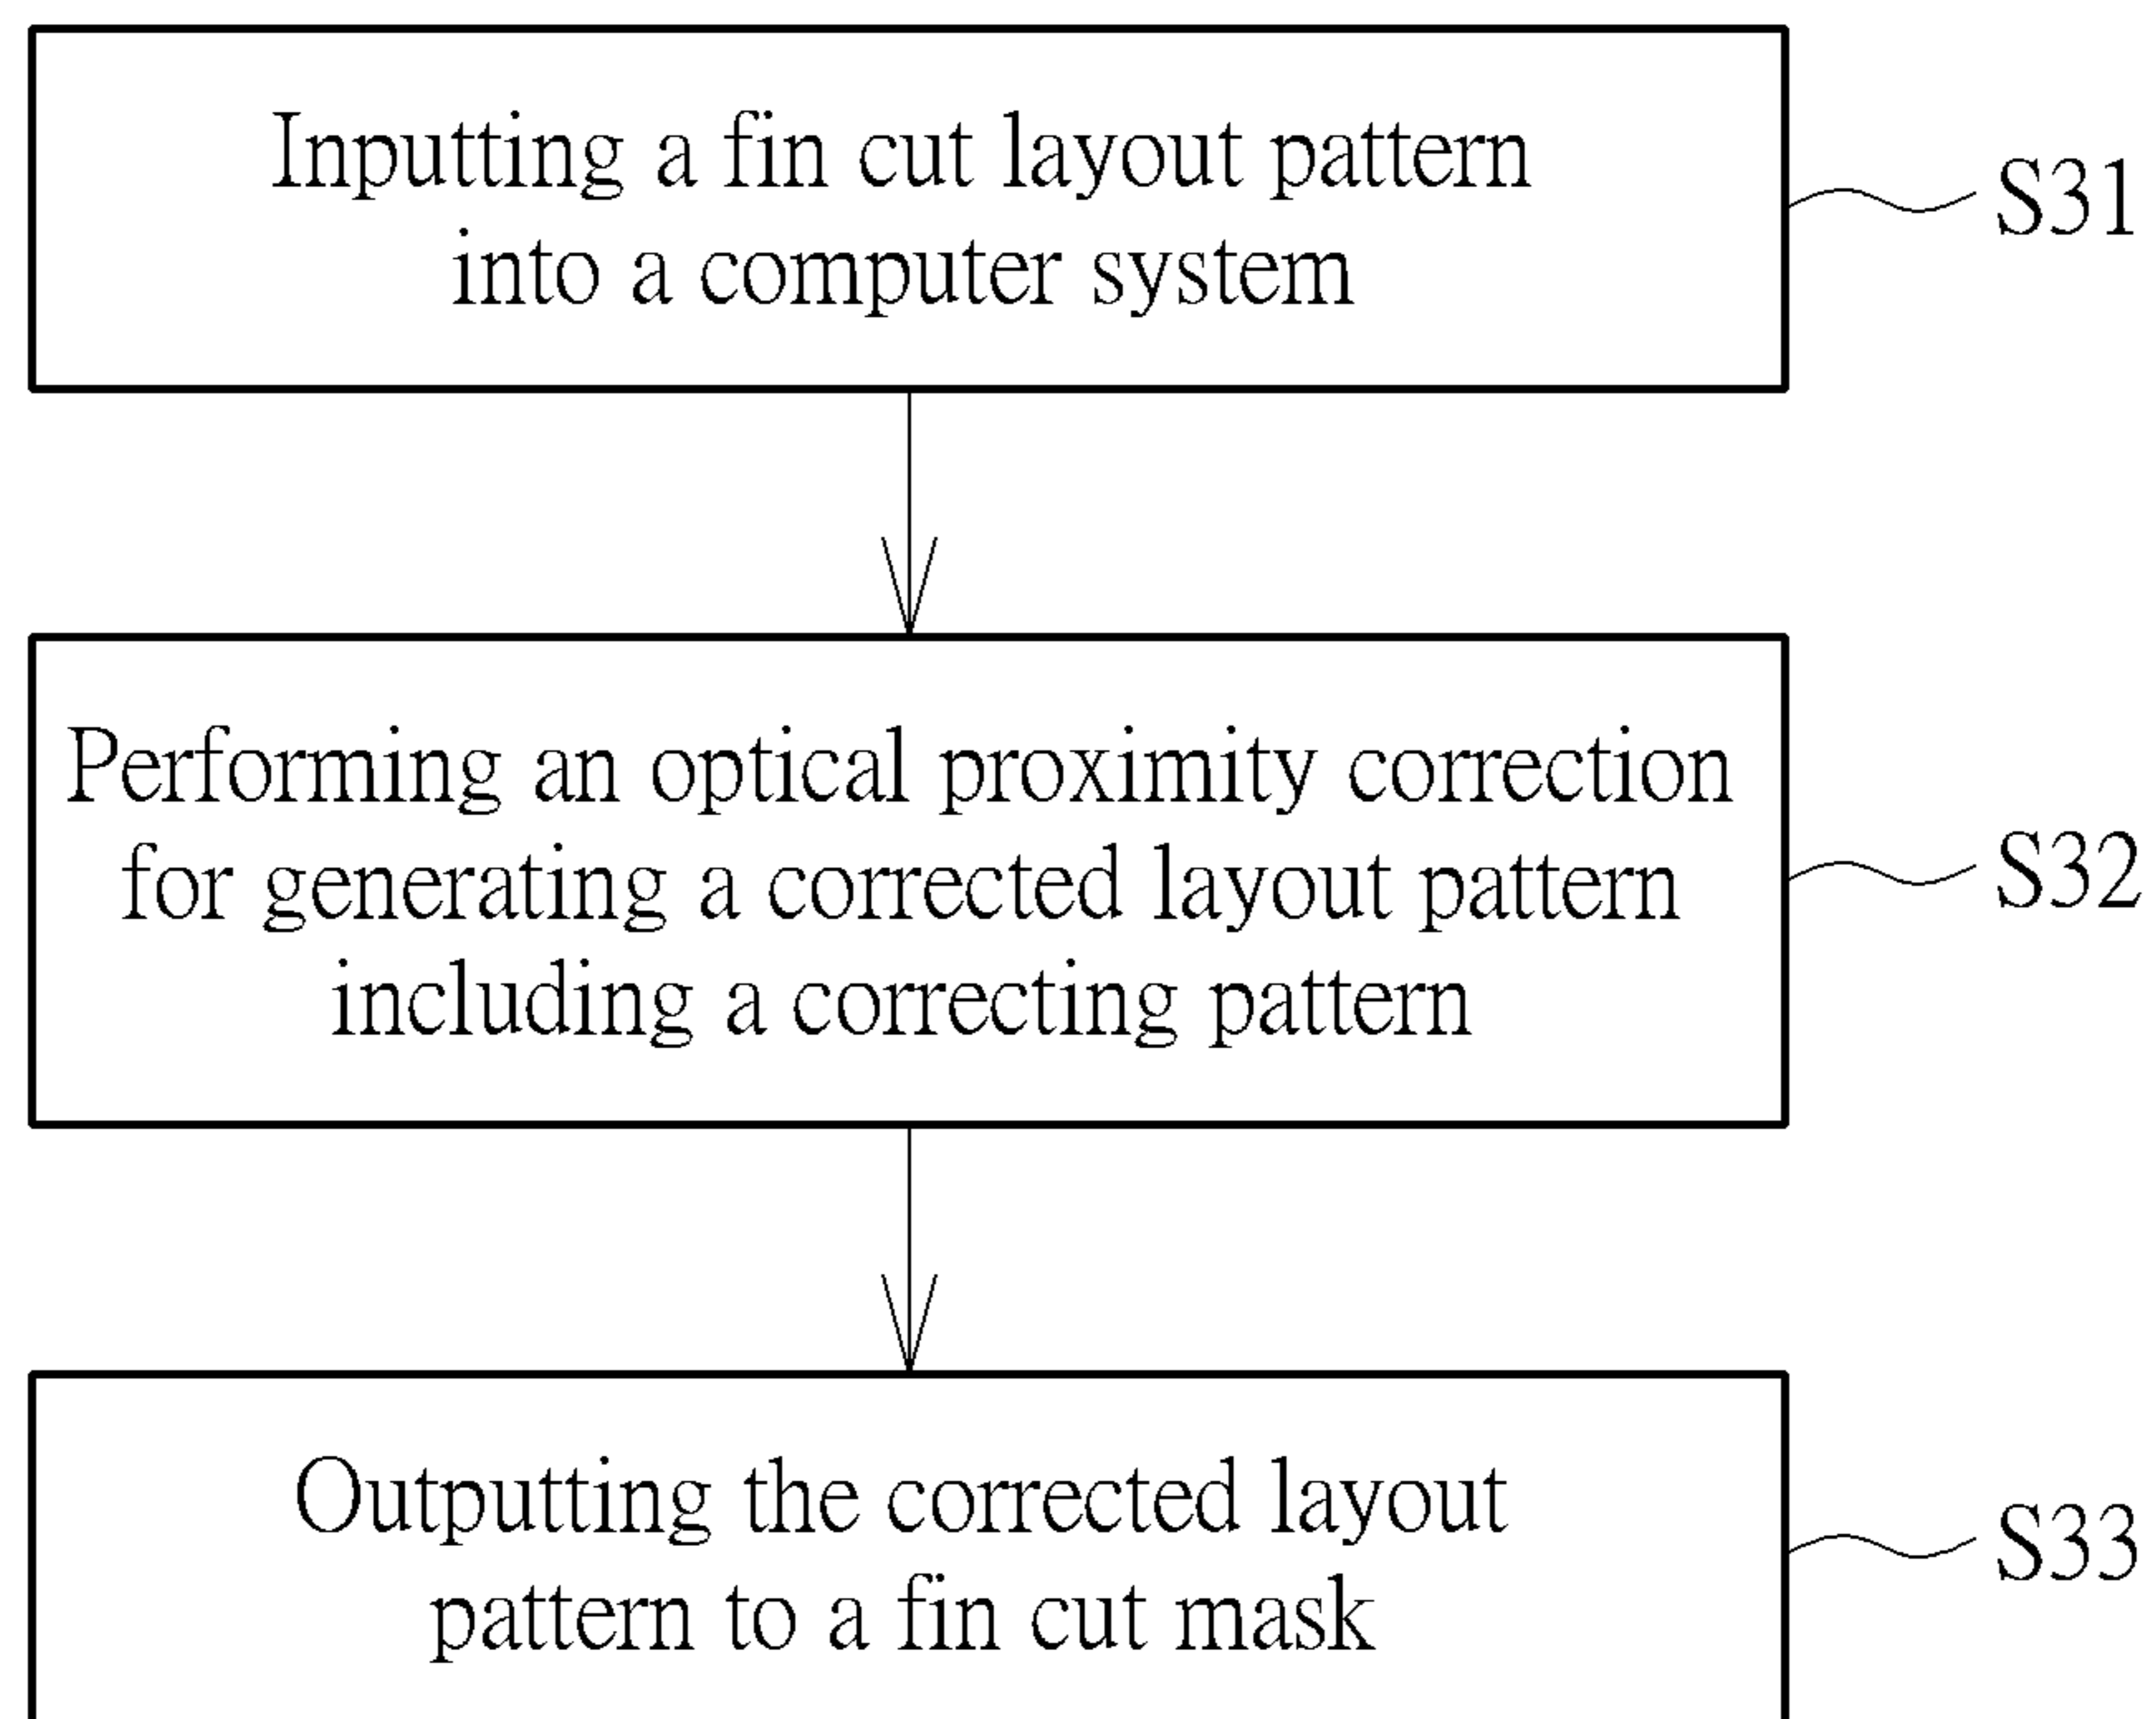 Inputting a fin cut layout pattern
into a computer system
S31
Performing an optical proximity correction
for generating a corrected layout pattern
including a correcting pattern
S32
Outputting the corrected layout
pattern to a fin cut mask
S33